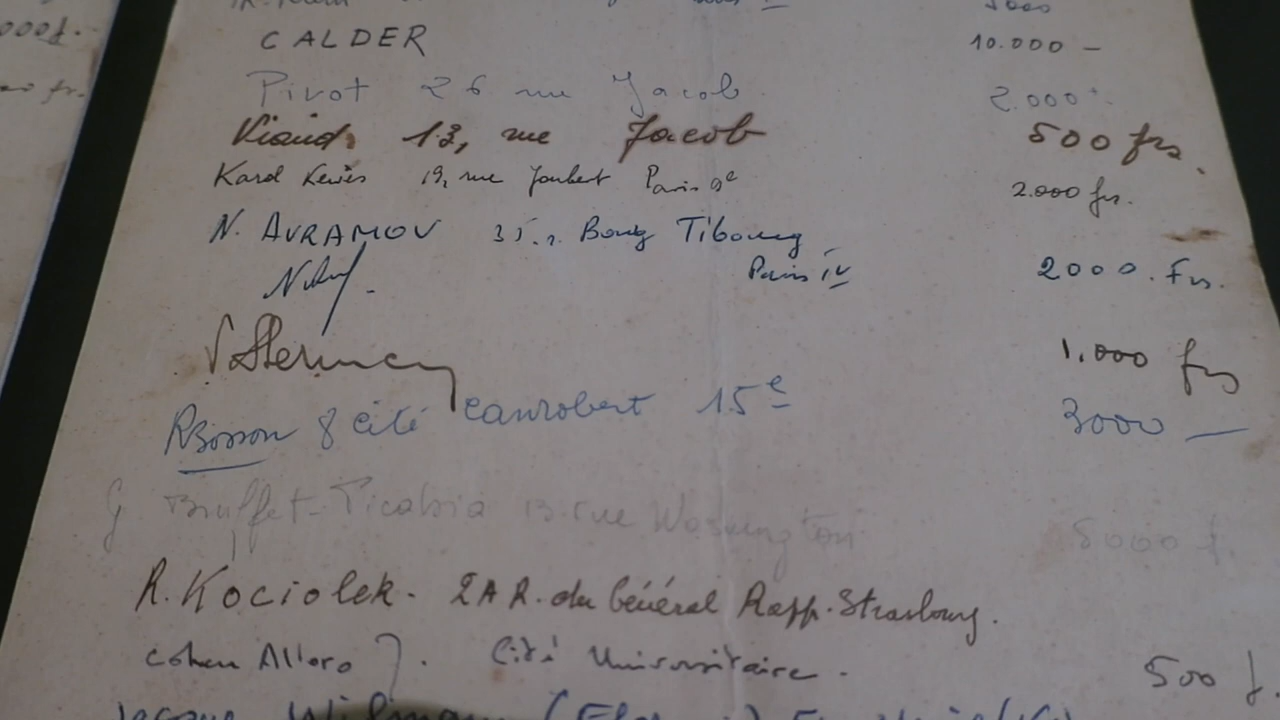 CALDER 10.000 —
Pivot 26 rue Jacob 2.000
Viaud. 13, rue Jacob 500 frs.
Karol Lewis 19, rue Joubert Paris 9e 2.000 frs.
N. AVRAMOV 35. r. Bourg Tibourg
Paris IV 2000. Frs.
1.000 frs
RBosson 8 cité Canrobert 15e 3000 —
G Buffet-Picabia 13 rue Washington 5000 f.
R. Kociolek. 2A R. du Général Rapp. Strasbourg.
Cohen Alloro J. Cité Universitaire. 500 f.